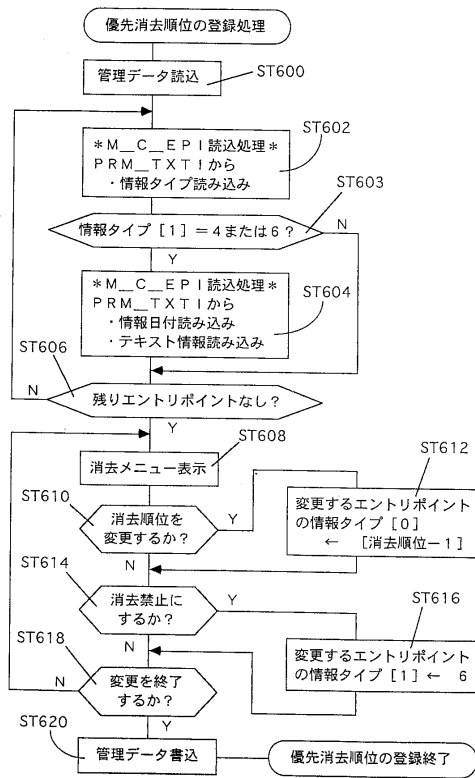 優先消去順位の登録処理
管理データ読込
ST600
*M__C__EPI読込処理*
PRM__TXTIから
・情報タイプ読み込み
ST602
ST603
情報タイプ[1]=4または6?
N
Y
*M__C__EPI読込処理*
PRM__TXTIから
・情報日付読み込み
・テキスト情報読み込み
ST604
ST606
N
残りエントリポイントなし?
Y
ST608
消去メニュー表示
ST610
消去順位を
変更するか?
Y
N
ST612
変更するエントリポイント
の情報タイプ[0]
← [消去順位-1]
ST614
消去禁止に
するか?
Y
N
ST616
変更するエントリポイント
の情報タイプ[1]← 6
ST618
N
変更を終了
するか?
Y
ST620
管理データ書込
優先消去順位の登録終了